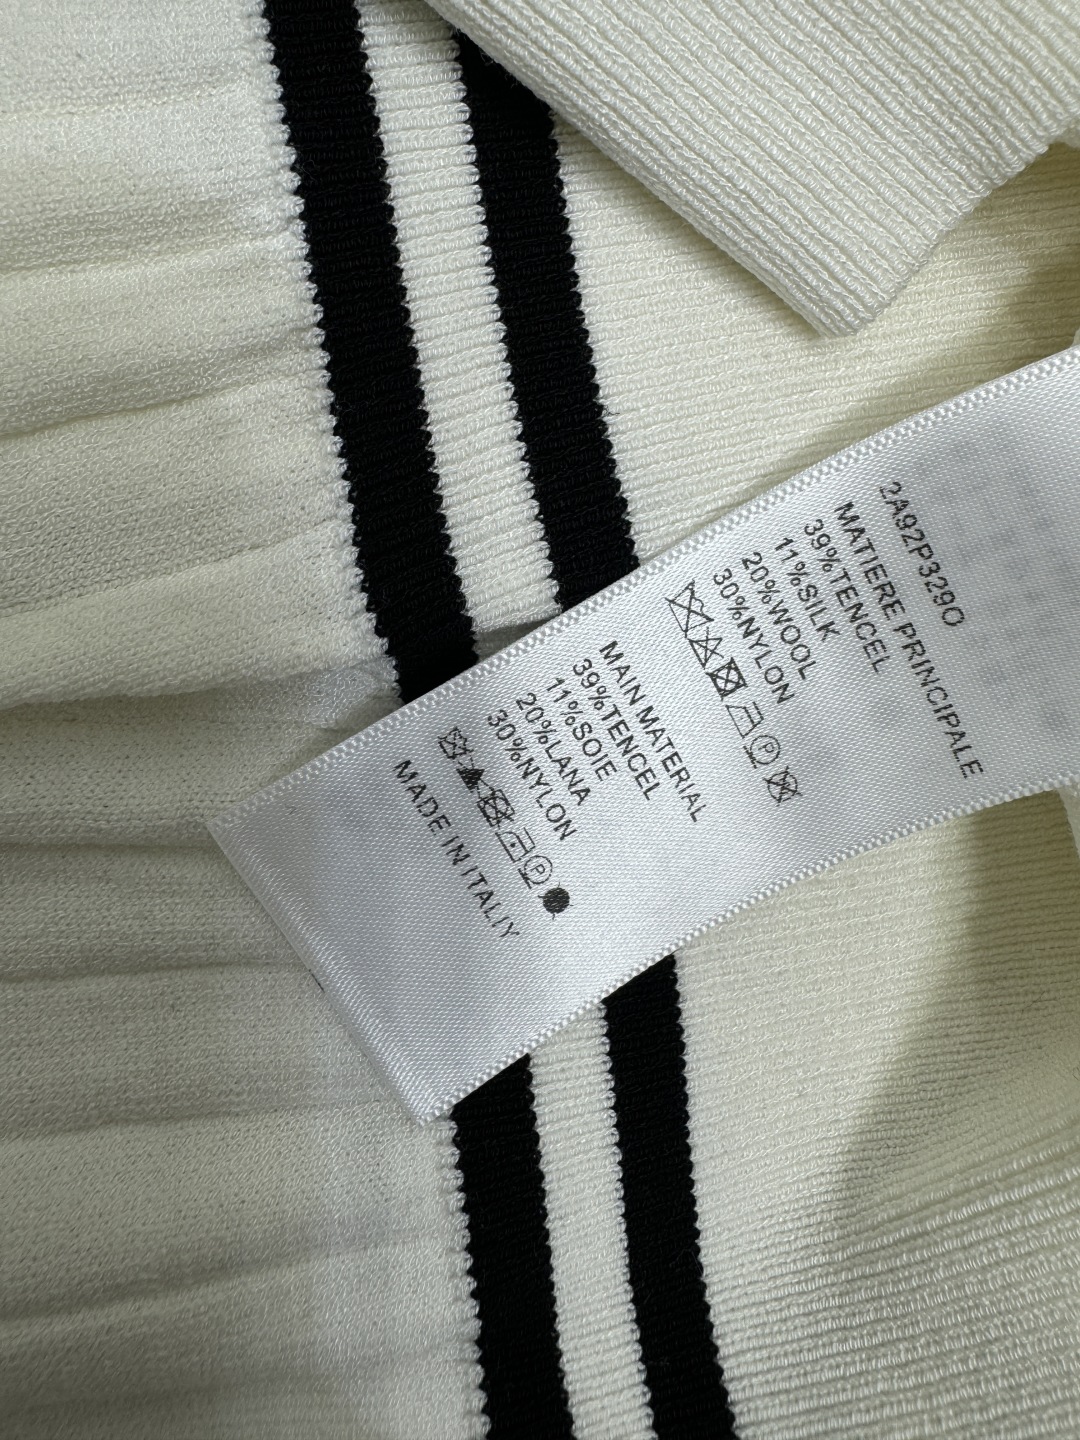 2A92P329O
MATIERE PRINCIPALE
39%TENCEL
11%SILK
20%WOOL
30%NYLON
MAIN MATERIAL
39%TENCEL
11%SOIE
20%LANA
30%NYLON
MADE IN ITALIY